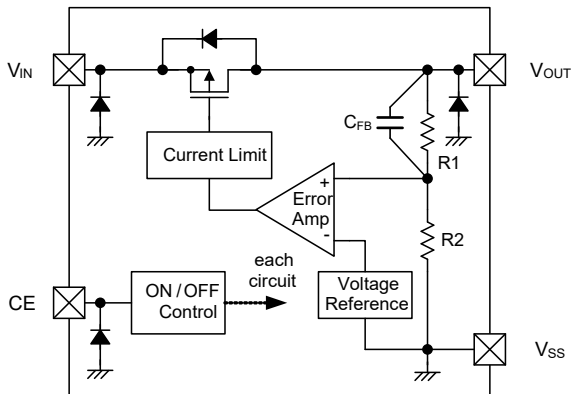 VIN
VOUT
CFB
R1
Current Limit
+
Error
Amp
-
R2
each
circuit
Voltage
Reference
CE
ON / OFF
Control
VSS